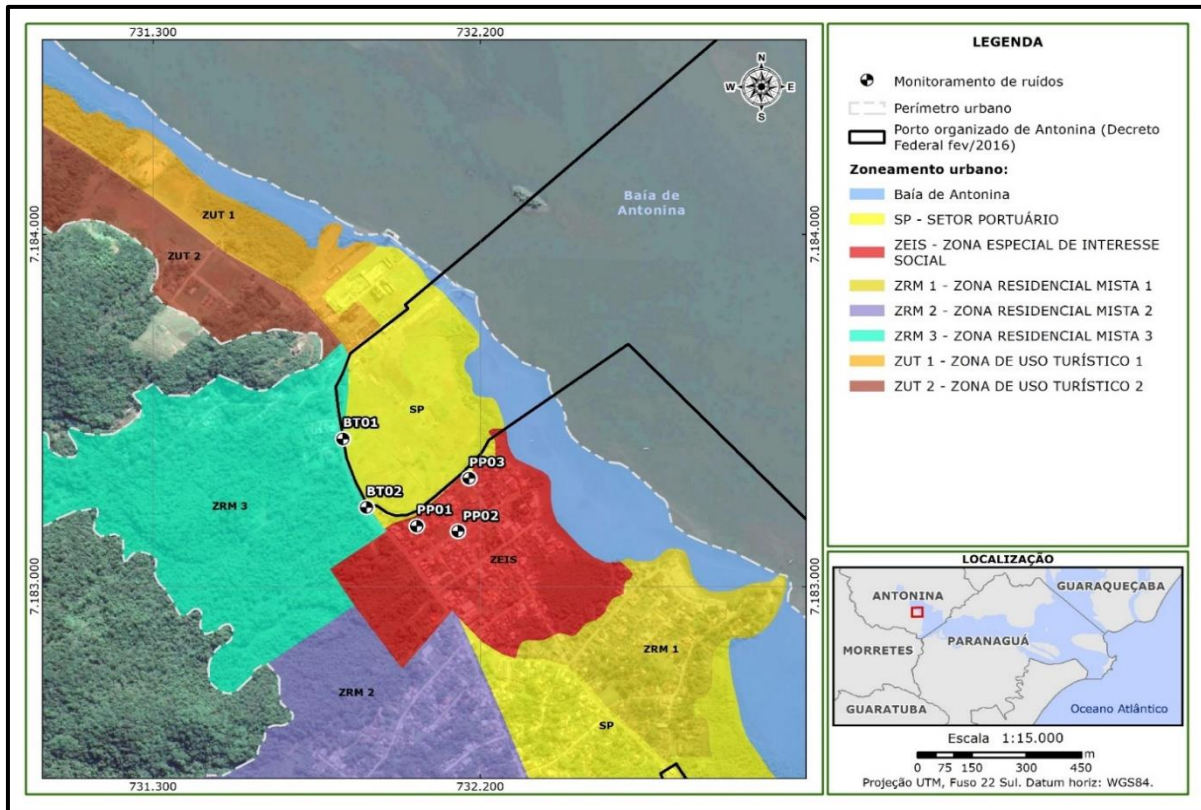 731.300 732.200
N
W E
S
Baía de
Antonina
ZUT 1
ZUT 2
SP
BT01
BT02
PP03
PP01
PP02
ZRM 3
ZEIS
ZRM 1
ZRM 2
SP
7.184.000 7.184.000
7.183.000 7.183.000
731.300 732.200
LEGENDA
Monitoramento de ruídos
Perímetro urbano
Porto organizado de Antonina (Decreto
Federal fev/2016)
Zoneamento urbano:
Baía de Antonina
SP - SETOR PORTUÁRIO
ZEIS - ZONA ESPECIAL DE INTERESSE
SOCIAL
ZRM 1 - ZONA RESIDENCIAL MISTA 1
ZRM 2 - ZONA RESIDENCIAL MISTA 2
ZRM 3 - ZONA RESIDENCIAL MISTA 3
ZUT 1 - ZONA DE USO TURÍSTICO 1
ZUT 2 - ZONA DE USO TURÍSTICO 2
LOCALIZAÇÃO
ANTONINA
GUARAQUEÇABA
PARANAGUÁ
MORRETES
GUARATUBA
Oceano Atlântico
Escala 1:15.000
m
0 75 150 300 450
Projeção UTM, Fuso 22 Sul. Datum horiz: WGS84.